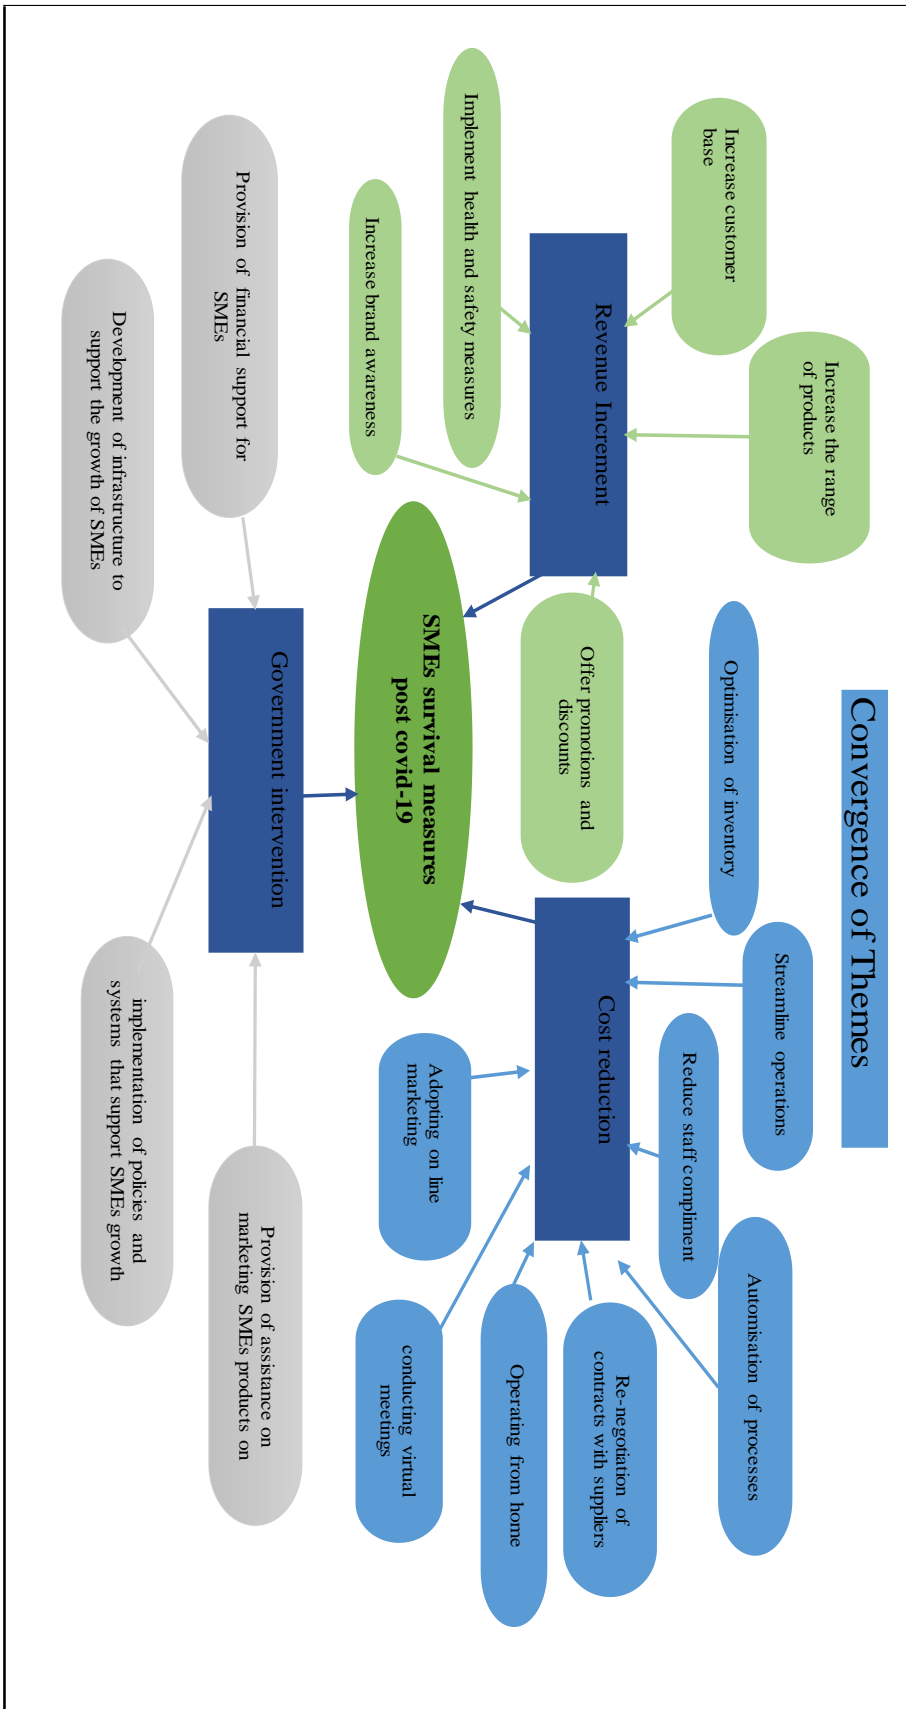 Convergence of Themes
Increase the range
of products
Increase customer
base
Implement health and safety measures
Increase brand awareness
Offer promotions and
discounts
Revenue Increment
Optimisation of inventory
Streamline operations
Reduce staff compliment
Automisation of processes
Re-negotiation of
contracts with suppliers
Operating from home
conducting virtual
meetings
Adopting on line
marketing
Cost reduction
SMEs survival measures
post covid-19
Government intervention
Provision of financial support for
SMEs
Development of infrastructure to
support the growth of SMEs
implementation of policies and
systems that support SMEs growth
Provision of assistance on
marketing SMEs products on